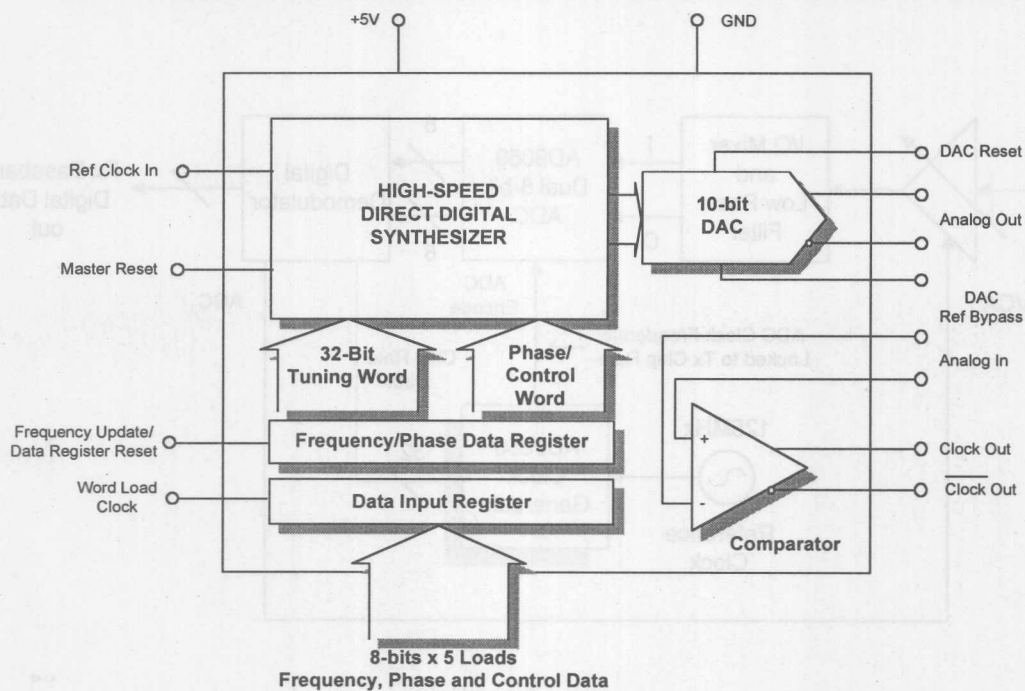 +5V
GND
Ref Clock In
HIGH-SPEED
DIRECT DIGITAL
SYNTHESIZER
10-bit
DAC
DAC Reset
Analog Out
Master Reset
DAC
Ref Bypass
32-Bit
Tuning Word
Phase/
Control
Word
Analog In
Frequency Update/
Data Register Reset
Frequency/Phase Data Register
+
Clock Out
Word Load
Clock
Data Input Register
-
Clock Out
Comparator
8-bits x 5 Loads
Frequency, Phase and Control Data